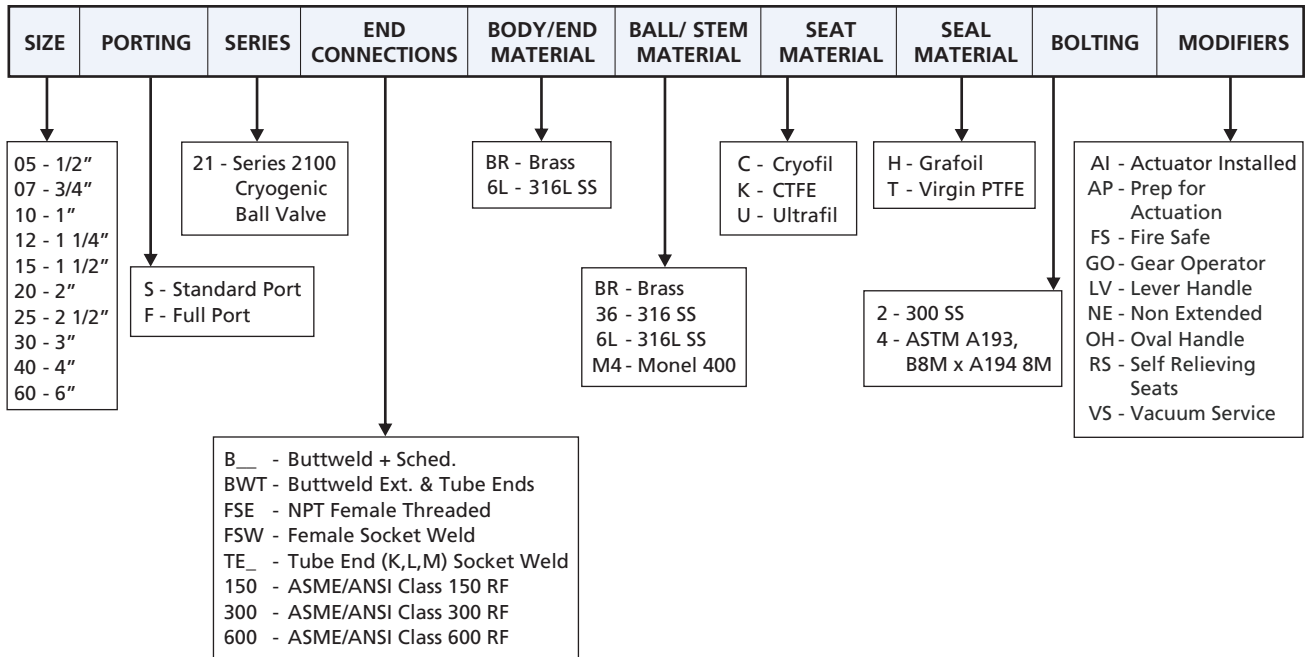 SIZE
PORTING
SERIES
END
CONNECTIONS
BODY/END
MATERIAL
BALL/ STEM
MATERIAL
SEAT
MATERIAL
SEAL
MATERIAL
BOLTING
MODIFIERS
05 - 1/2”
07 - 3/4”
10 - 1”
12 - 1 1/4”
15 - 1 1/2”
20 - 2”
25 - 2 1/2”
30 - 3”
40 - 4”
60 - 6”
S - Standard Port
F - Full Port
21 - Series 2100
Cryogenic
Ball Valve
B__ - Buttweld + Sched.
BWT - Buttweld Ext. & Tube Ends
FSE - NPT Female Threaded
FSW - Female Socket Weld
TE_ - Tube End (K,L,M) Socket Weld
150 - ASME/ANSI Class 150 RF
300 - ASME/ANSI Class 300 RF
600 - ASME/ANSI Class 600 RF
BR - Brass
6L - 316L SS
BR - Brass
36 - 316 SS
6L - 316L SS
M4 - Monel 400
C - Cryofil
K - CTFE
U - Ultrafil
H - Grafoil
T - Virgin PTFE
2 - 300 SS
4 - ASTM A193,
B8M x A194 8M
AI - Actuator Installed
AP - Prep for
Actuation
FS - Fire Safe
GO - Gear Operator
LV - Lever Handle
NE - Non Extended
OH - Oval Handle
RS - Self Relieving
Seats
VS - Vacuum Service